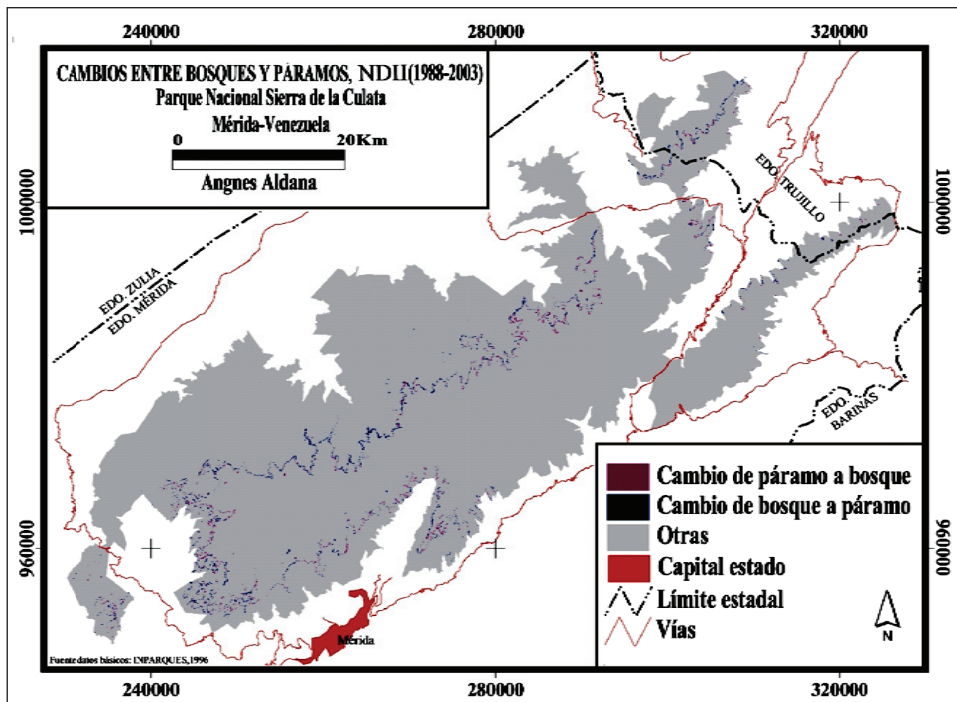 240000 280000 320000
CAMBIOS ENTRE BOSQUES Y PÁRAMOS, NDII(1988-2003)
Parque Nacional Sierra de la Culata
Mérida-Venezuela
0 20Km
Angnes Aldana
1000000
1000000
EDO. TRUJILLO
EDO. ZULIA
EDO. MÉRIDA
EDO.
BARINAS
960000
960000
Cambio de páramo a bosque
Cambio de bosque a páramo
Otras
Capital estado
Límite estadal
Vías
N
Mérida
Fuente datos básicos: INPARQUES, 1996
240000 280000 320000